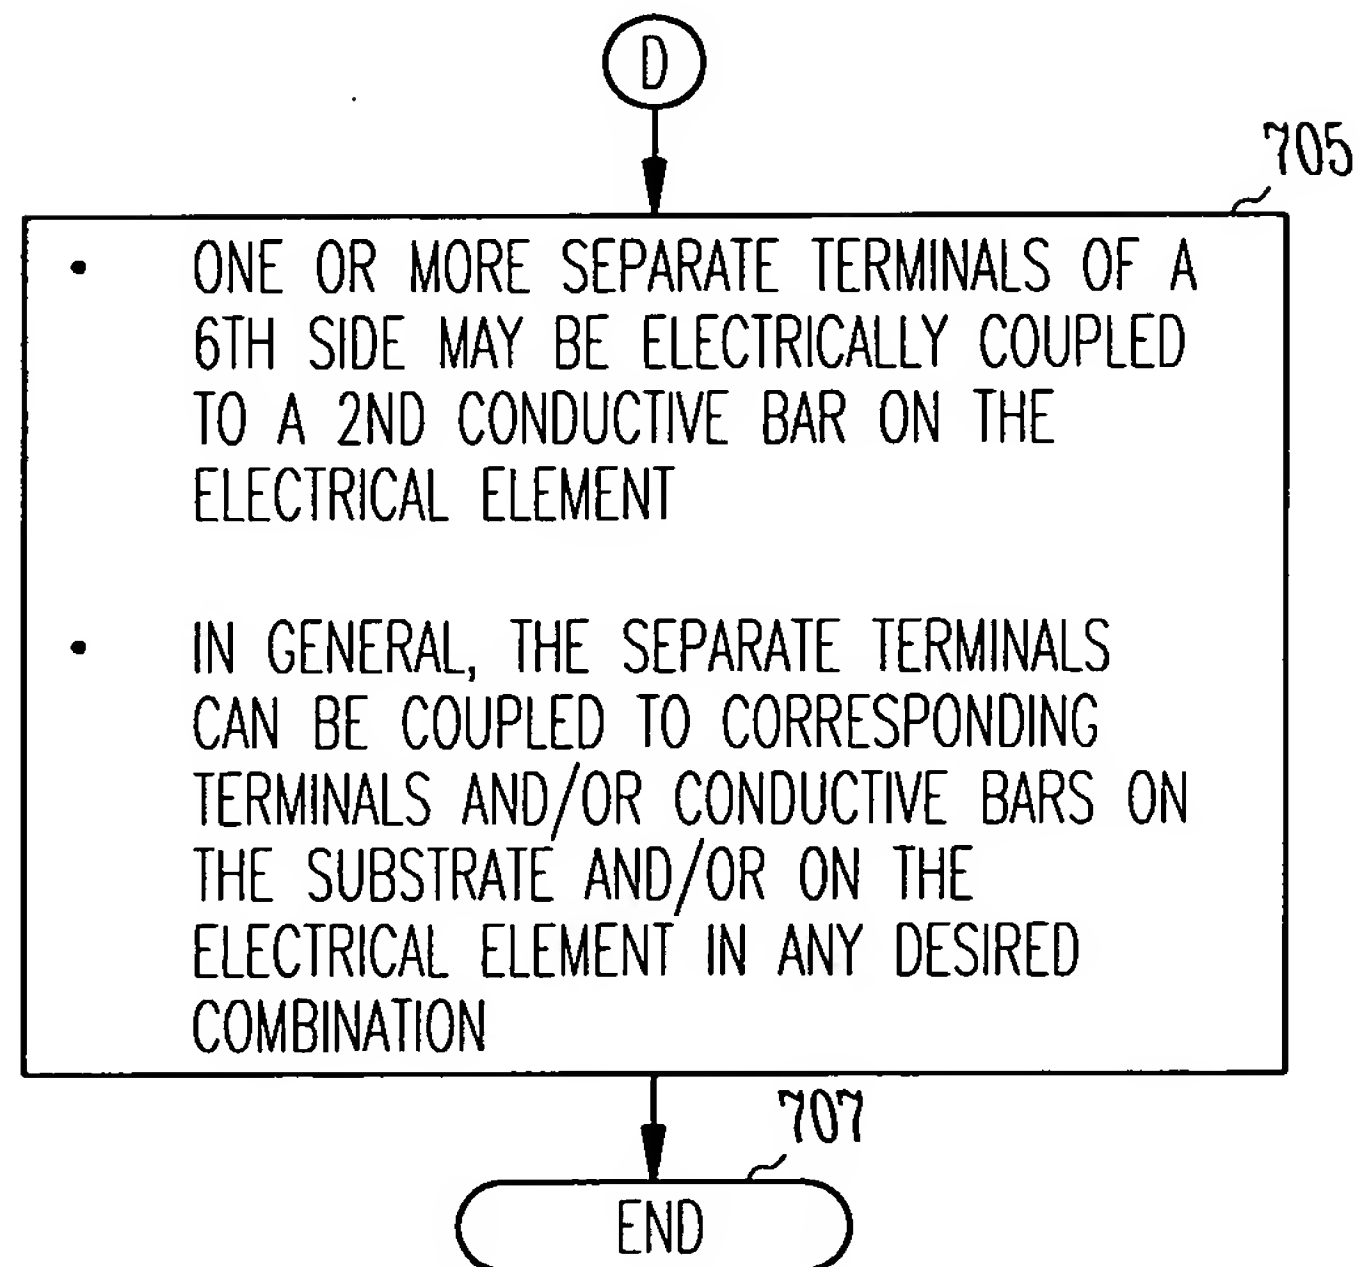 D
705
• ONE OR MORE SEPARATE TERMINALS OF A
6TH SIDE MAY BE ELECTRICALLY COUPLED
TO A 2ND CONDUCTIVE BAR ON THE
ELECTRICAL ELEMENT
• IN GENERAL, THE SEPARATE TERMINALS
CAN BE COUPLED TO CORRESPONDING
TERMINALS AND/OR CONDUCTIVE BARS ON
THE SUBSTRATE AND/OR ON THE
ELECTRICAL ELEMENT IN ANY DESIRED
COMBINATION
707
END